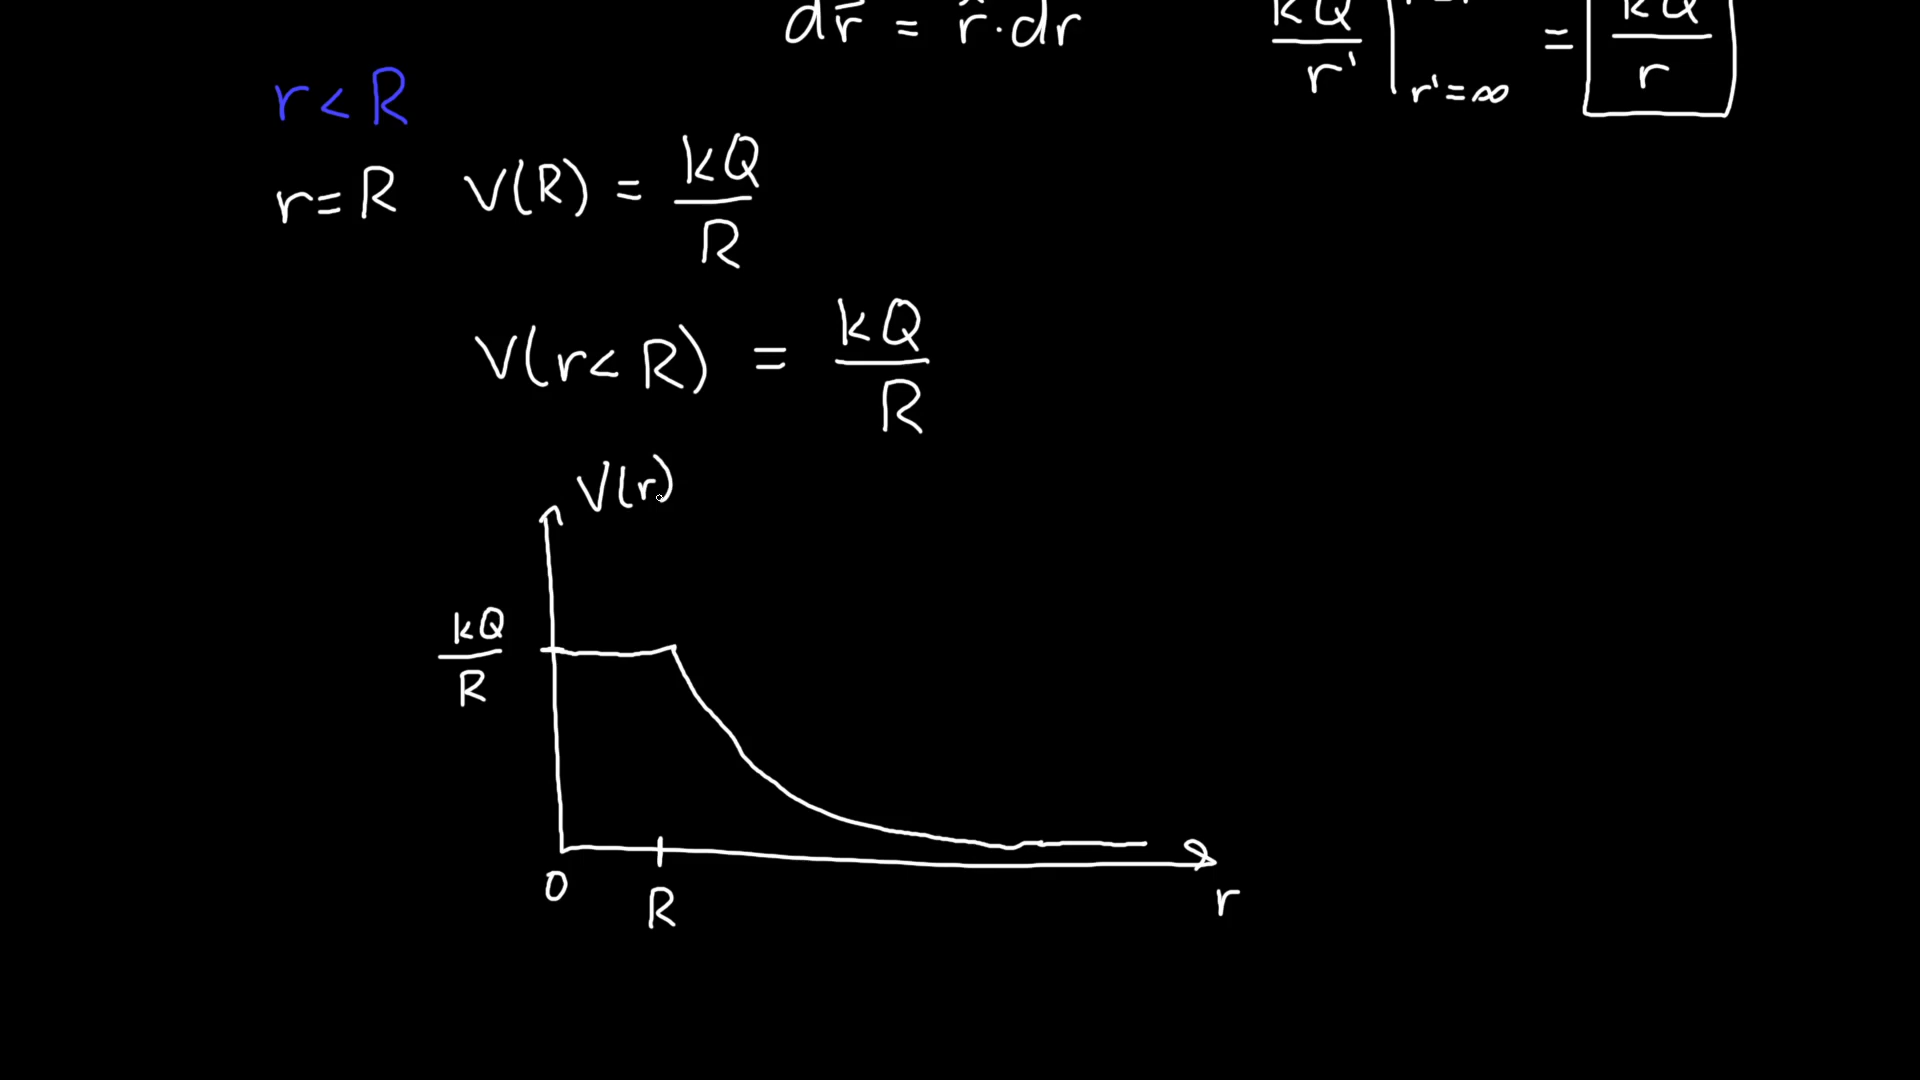 dr⃗ = r̂·dr
kQ/r' |r'=∞ = kQ/r
r<R
r=R V(R) = kQ/R
V(r<R) = kQ/R
V(r)
kQ/R
0
R
r